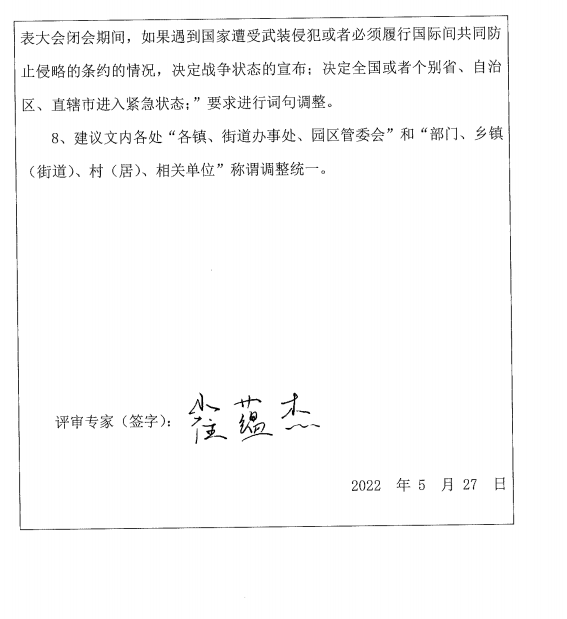 表大会闭会期间，如果遇到国家遭受武装侵犯或者必须履行国际间共同防
止侵略的条约的情况，决定战争状态的宣布；决定全国或者个别省、自治
区、直辖市进入紧急状态；”要求进行词句调整。
8、建议文内各处“各镇、街道办事处、园区管委会”和“部门、乡镇
（街道）、村（居）、相关单位”称谓调整统一。
评审专家（签字）： 蕴杰
2022 年 5 月 27 日